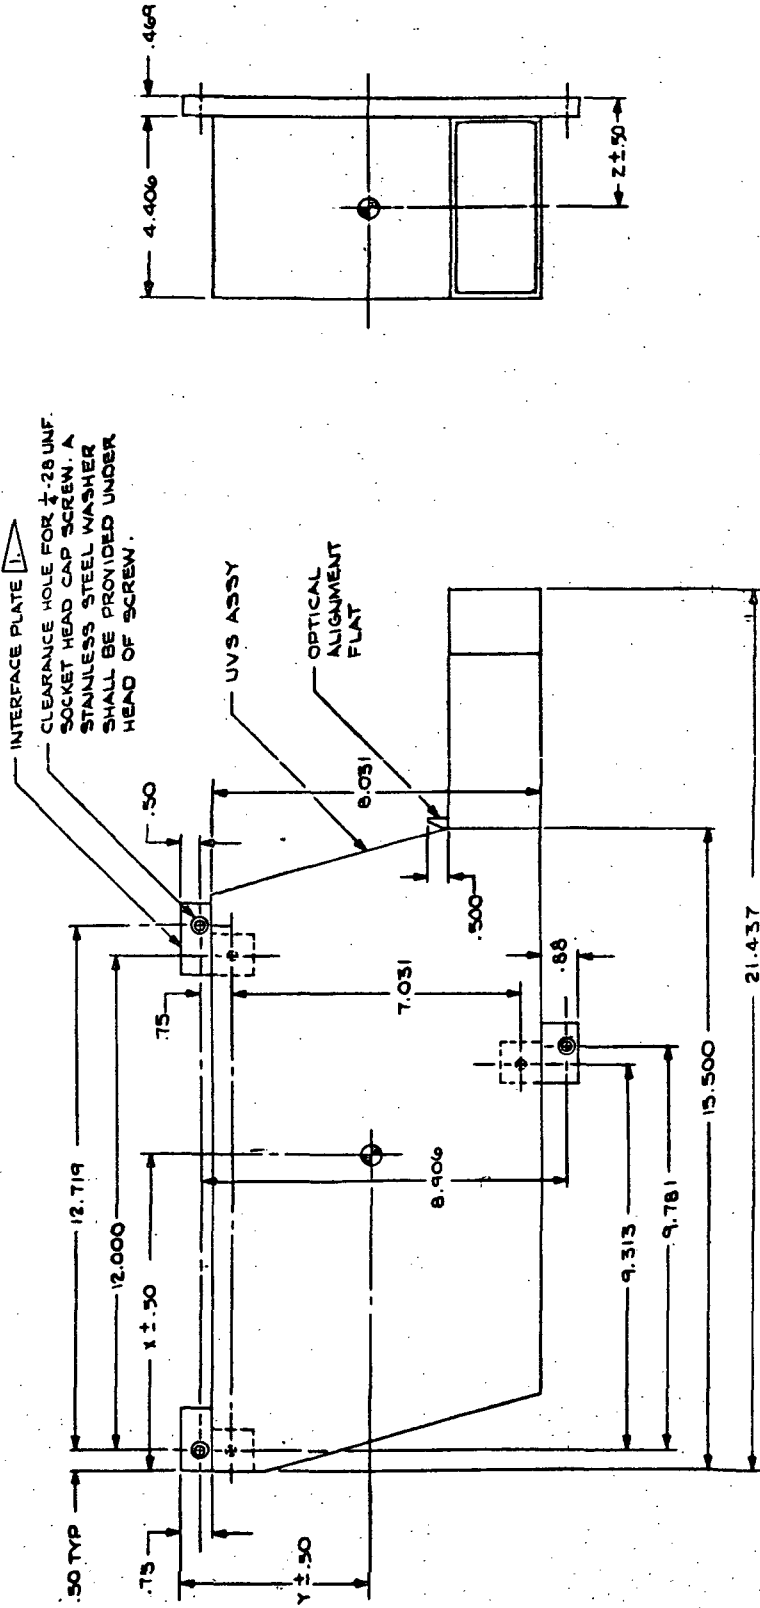 INTERFACE PLATE 1.
CLEARANCE HOLE FOR 1/4-28 UNF.
SOCKET HEAD CAP SCREW. A
STAINLESS STEEL WASHER
SHALL BE PROVIDED UNDER
HEAD OF SCREW.
UVS ASSY
OPTICAL
ALIGNMENT
FLAT
.50 TYP
12.719
12.000
X ±.50
.75
.50
.75
Y ±.50
8.031
7.031
8.906
.500
.88
9.313
9.781
15.500
21.437
4.406
.469
Z ±.50